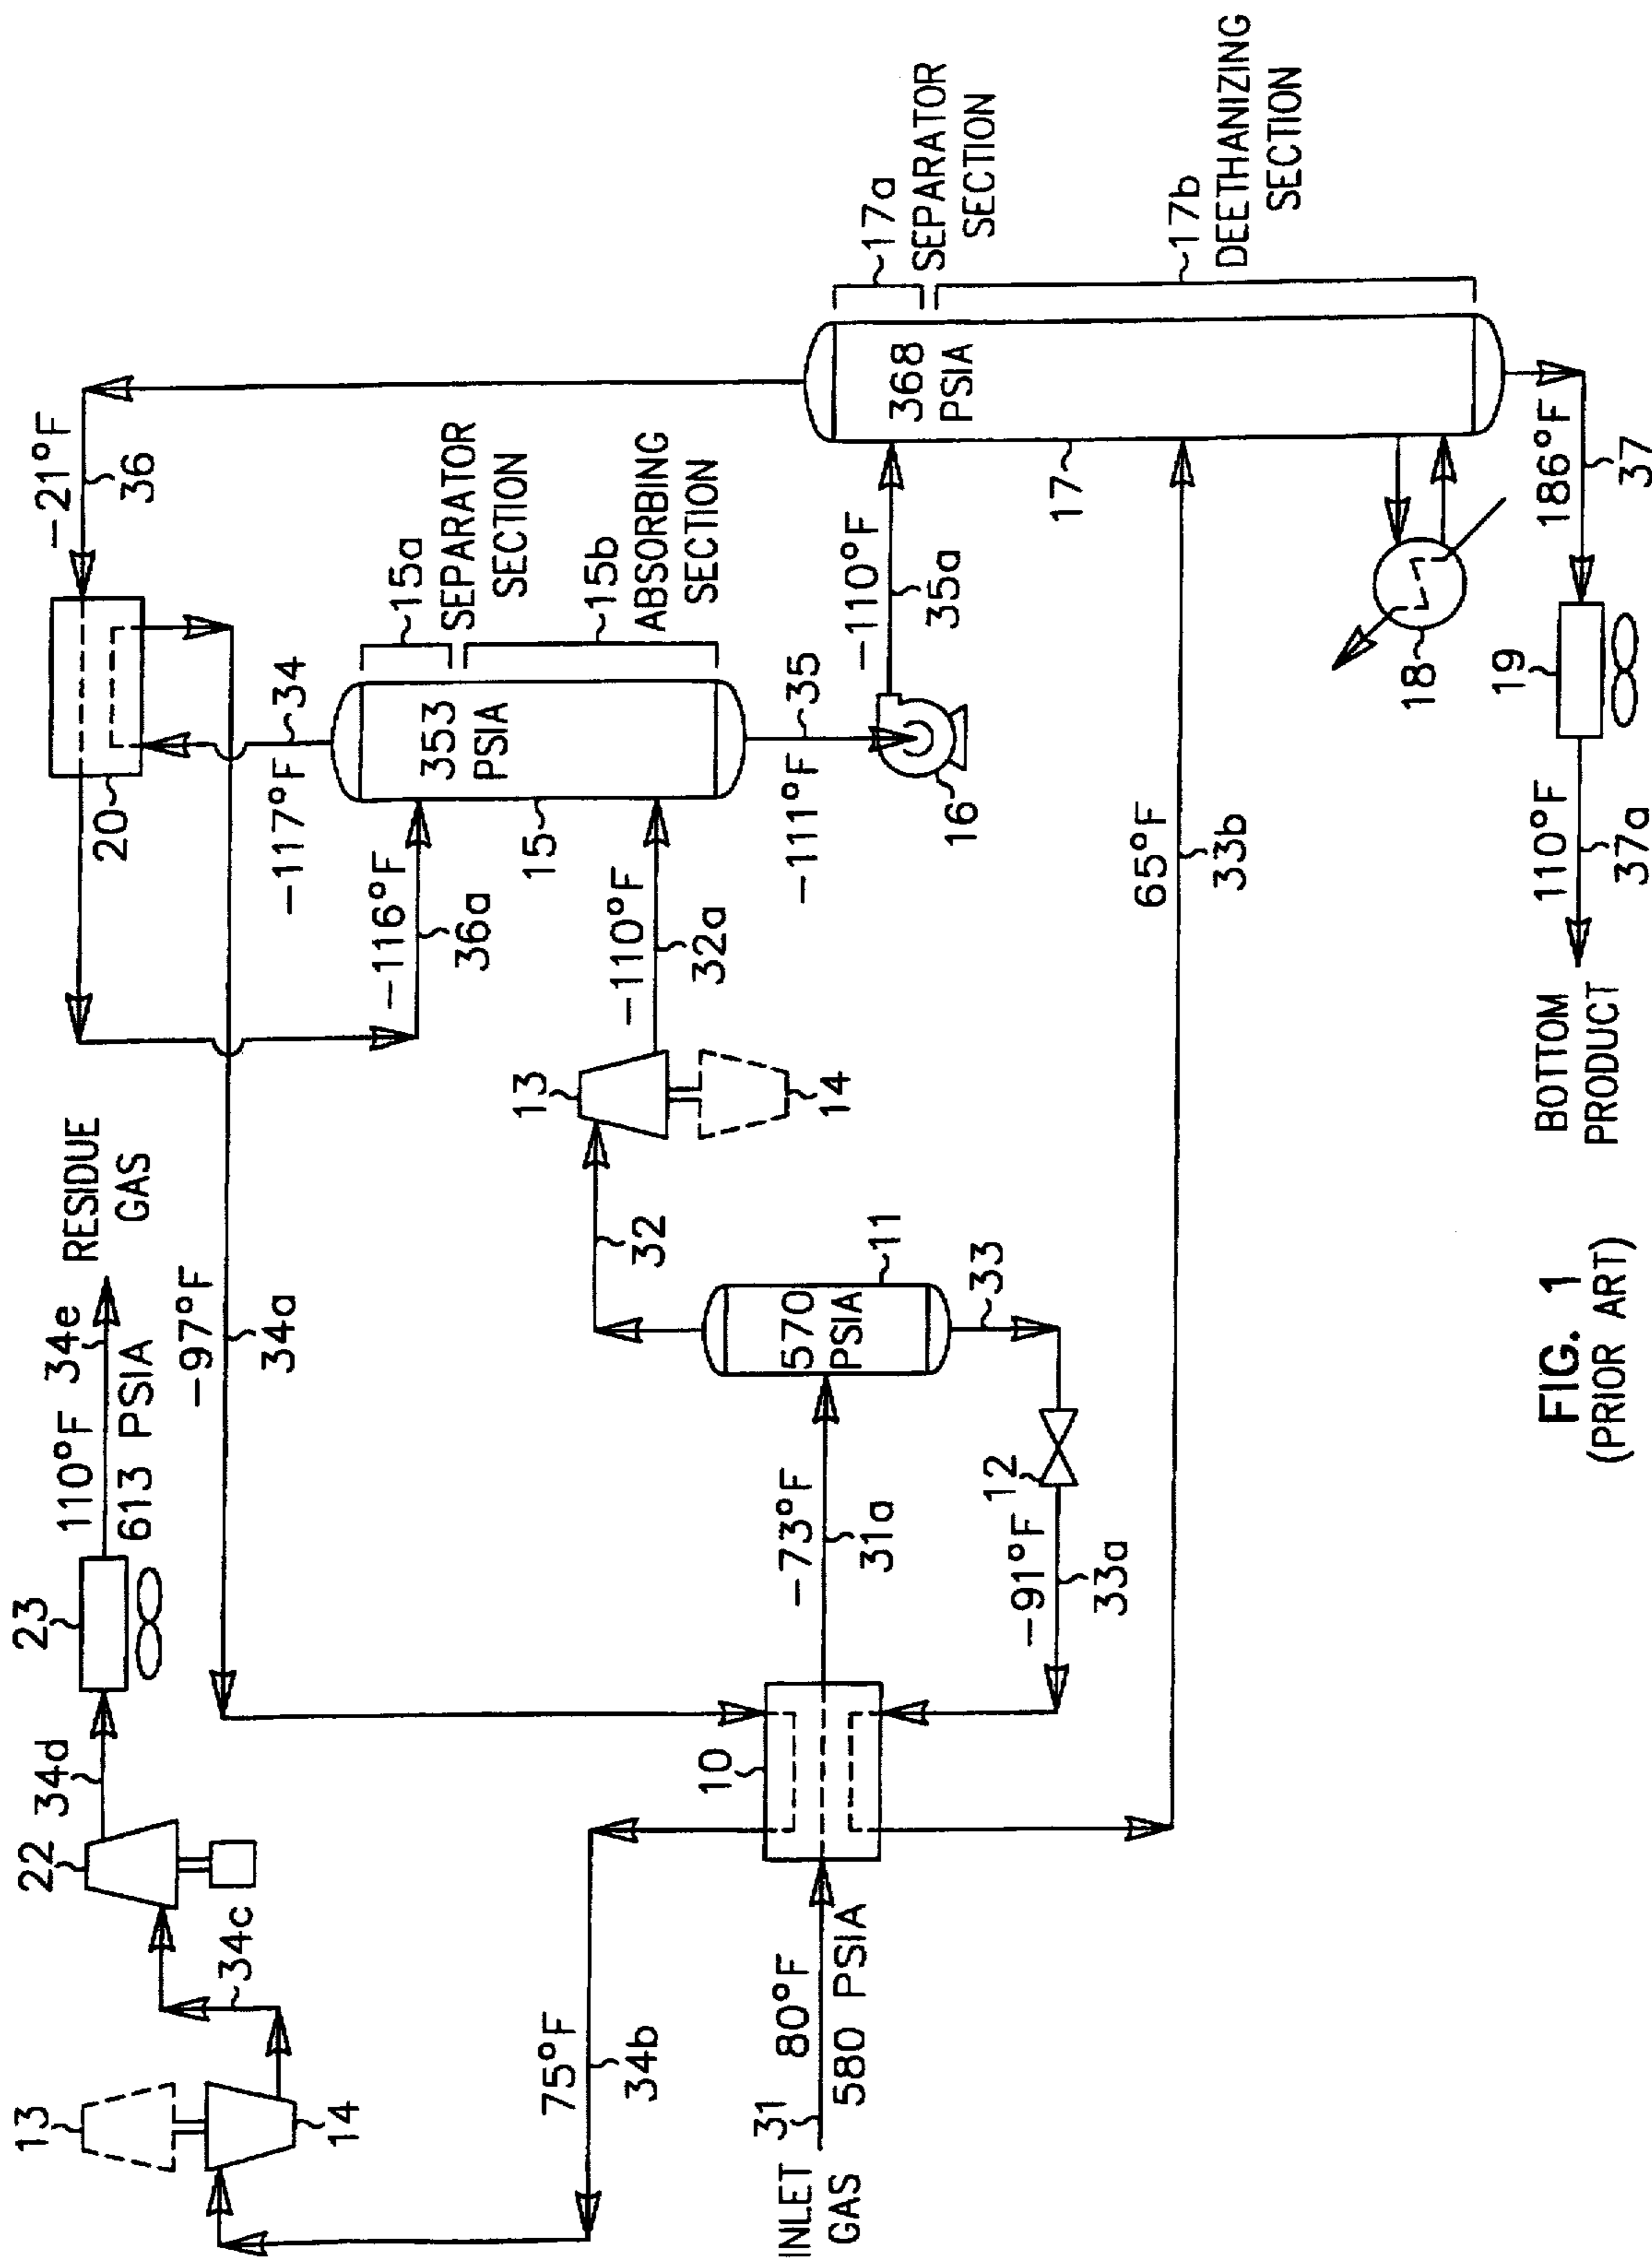 13
14
34c
22
34d
23
110°F 34e
613 PSIA
RESIDUE
GAS
75°F
34b
INLET
GAS
31
80°F
580 PSIA
10
-97°F
34a
-73°F
31a
570
PSIA
11
32
33
12
-91°F
33a
13
14
20
-21°F
36
-117°F
34
-116°F
36a
-110°F
32a
353
PSIA
15
15a
SEPARATOR
SECTION
15b
ABSORBING
SECTION
-111°F
35
16
-110°F
35a
65°F
33b
368
PSIA
17
17a
SEPARATOR
SECTION
17b
DEETHANIZING
SECTION
18
186°F
37
19
110°F
37a
BOTTOM
PRODUCT
FIG. 1
(PRIOR ART)